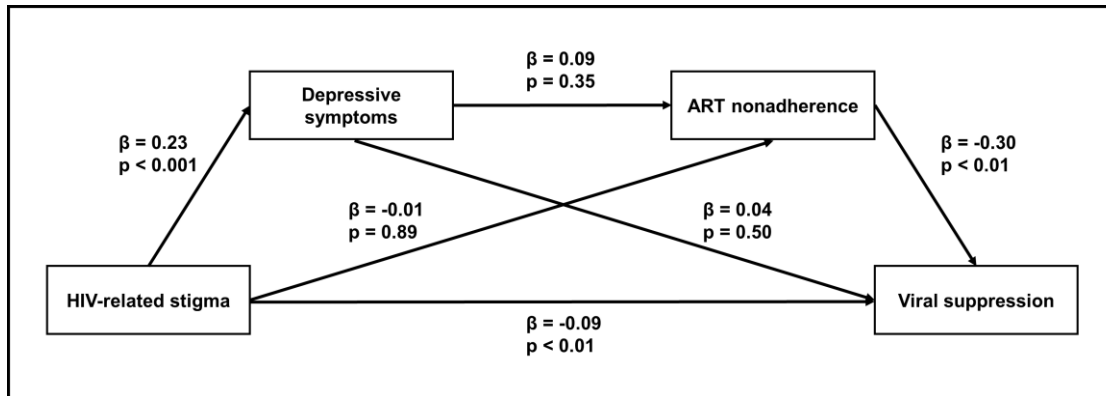 β = 0.09
p = 0.35
Depressive
symptoms
ART nonadherence
β = 0.23
p < 0.001
β = -0.30
p < 0.01
β = -0.01
p = 0.89
β = 0.04
p = 0.50
HIV-related stigma
Viral suppression
β = -0.09
p < 0.01